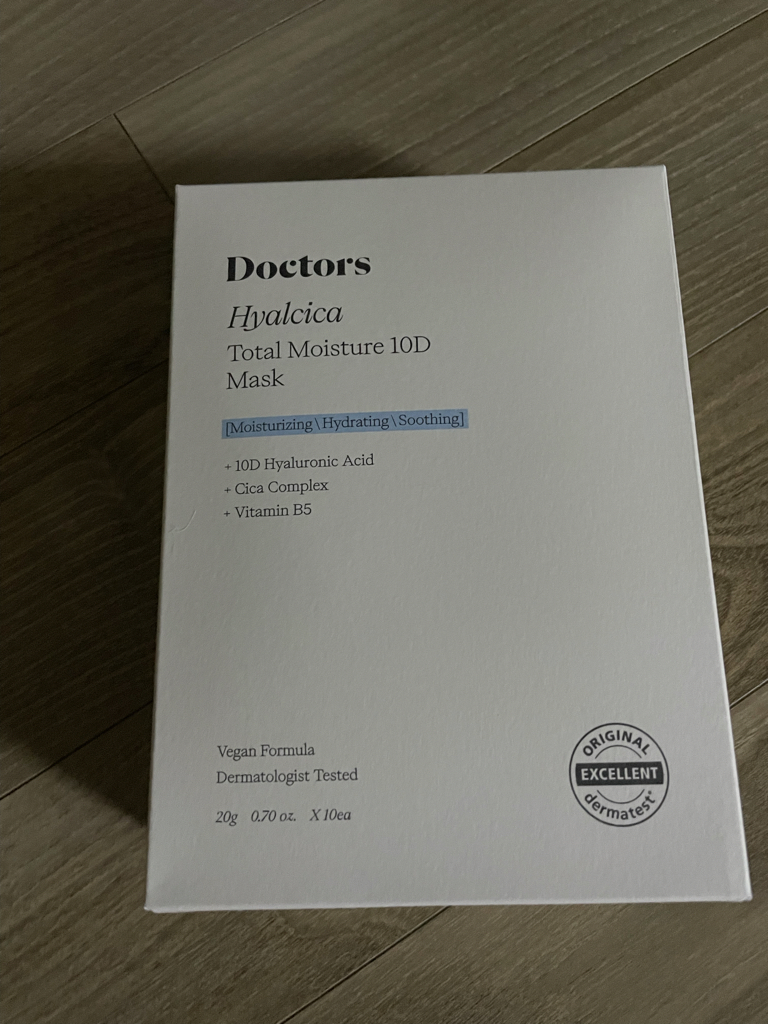 Doctors
Hyalcica
Total Moisture 10D
Mask
[Moisturizing\Hydrating\Soothing]
+ 10D Hyaluronic Acid
+ Cica Complex
+ Vitamin B5
Vegan Formula
Dermatologist Tested
20g 0.70 oz. X 10ea
ORIGINAL
EXCELLENT
dermatest®